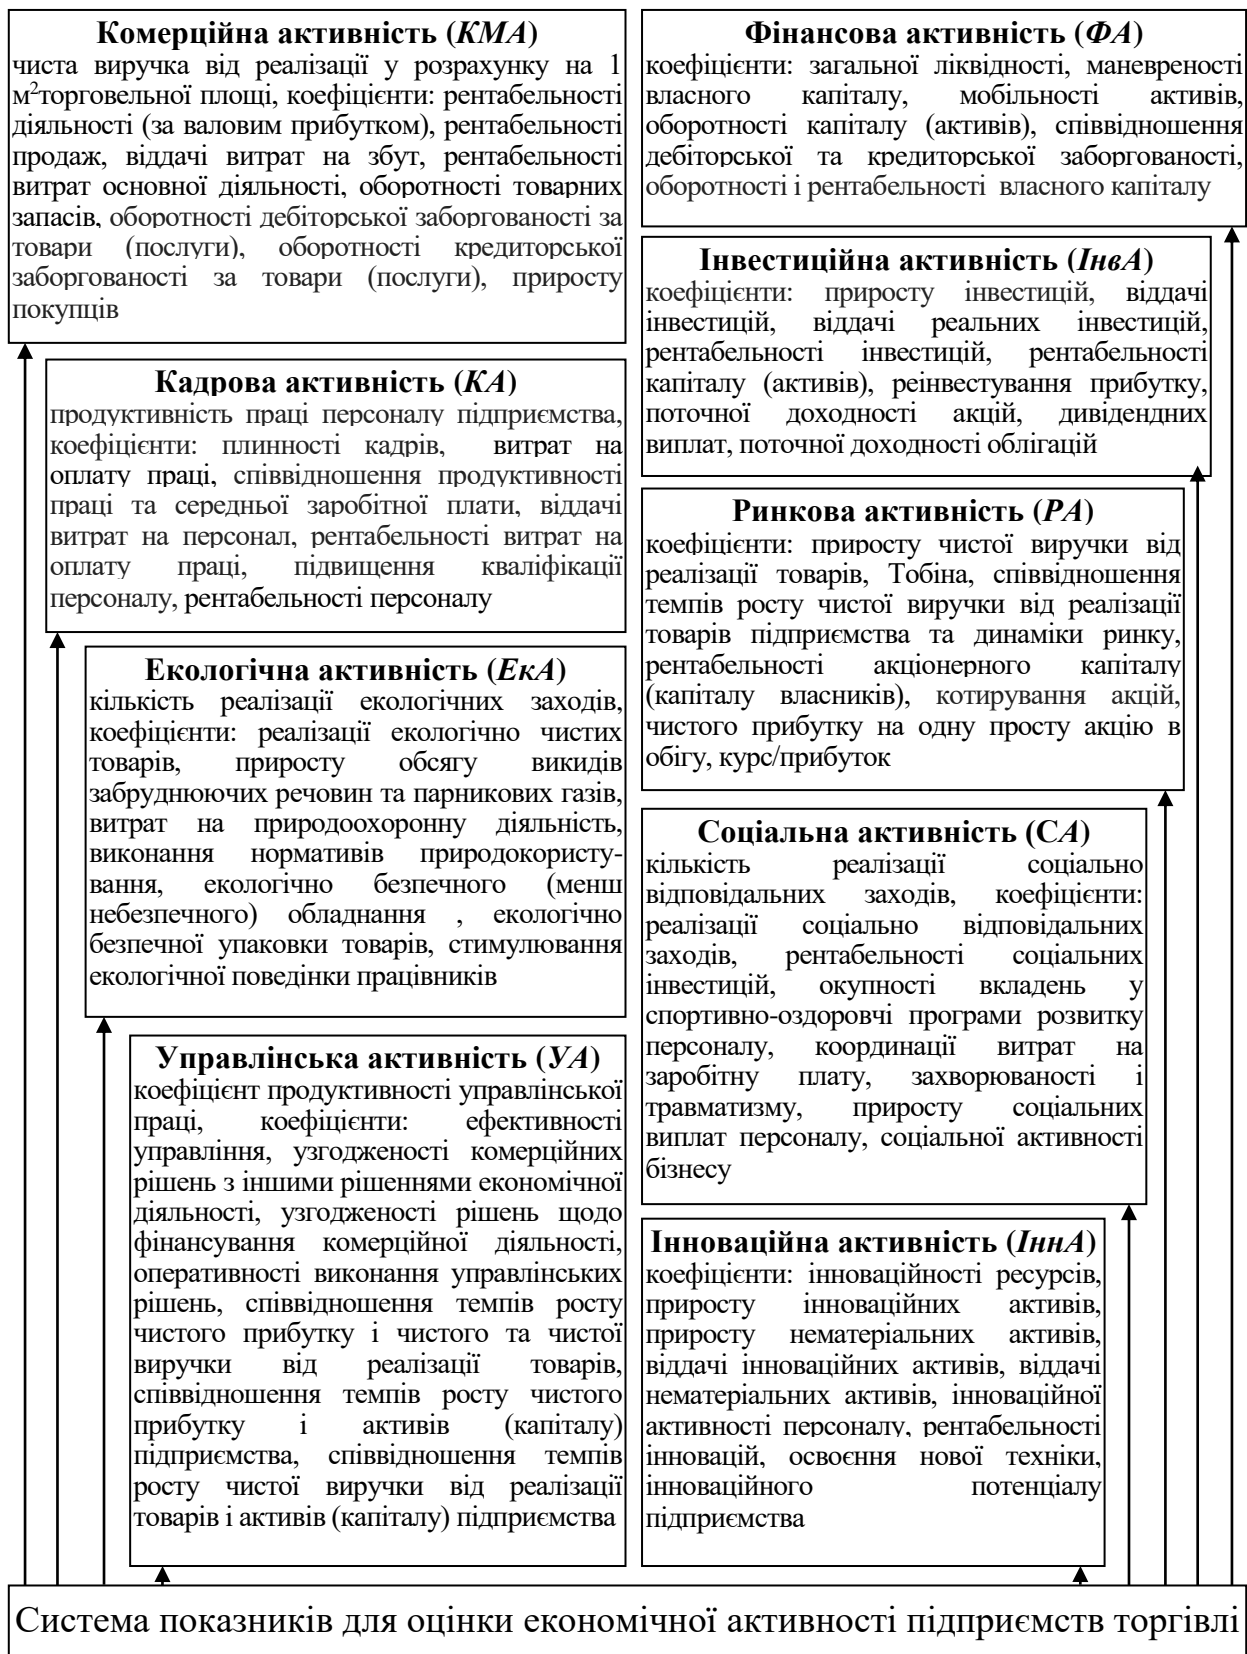 Комерційна активність (КМА)
чиста виручка від реалізації у розрахунку на 1
м²торговельної площі, коефіцієнти: рентабельності
діяльності (за валовим прибутком), рентабельності
продаж, віддачі витрат на збут, рентабельності
витрат основної діяльності, оборотності товарних
запасів, оборотності дебіторської заборгованості за
товари (послуги), оборотності кредиторської
заборгованості за товари (послуги), приросту
покупців
Кадрова активність (КА)
продуктивність праці персоналу підприємства,
коефіцієнти: плинності кадрів, витрат на
оплату праці, співвідношення продуктивності
праці та середньої заробітної плати, віддачі
витрат на персонал, рентабельності витрат на
оплату праці, підвищення кваліфікації
персоналу, рентабельності персоналу
Екологічна активність (ЕкА)
кількість реалізації екологічних заходів,
коефіцієнти: реалізації екологічно чистих
товарів, приросту обсягу викидів
забруднюючих речовин та парникових газів,
витрат на природоохоронну діяльність,
виконання нормативів природокористу-
вання, екологічно безпечного (менш
небезпечного) обладнання , екологічно
безпечної упаковки товарів, стимулювання
екологічної поведінки працівників
Управлінська активність (УА)
коефіцієнт продуктивності управлінської
праці, коефіцієнти: ефективності
управління, узгодженості комерційних
рішень з іншими рішеннями економічної
діяльності, узгодженості рішень щодо
фінансування комерційної діяльності,
оперативності виконання управлінських
рішень, співвідношення темпів росту
чистого прибутку і чистого та чистої
виручки від реалізації товарів,
співвідношення темпів росту чистого
прибутку і активів (капіталу)
підприємства, співвідношення темпів
росту чистої виручки від реалізації
товарів і активів (капіталу) підприємства
Фінансова активність (ФА)
коефіцієнти: загальної ліквідності, маневреності
власного капіталу, мобільності активів,
оборотності капіталу (активів), співвідношення
дебіторської та кредиторської заборгованості,
оборотності і рентабельності власного капіталу
Інвестиційна активність (ІнвА)
коефіцієнти: приросту інвестицій, віддачі
інвестицій, віддачі реальних інвестицій,
рентабельності інвестицій, рентабельності
капіталу (активів), реінвестування прибутку,
поточної доходності акцій, дивідендних
виплат, поточної доходності облігацій
Ринкова активність (РА)
коефіцієнти: приросту чистої виручки від
реалізації товарів, Тобіна, співвідношення
темпів росту чистої виручки від реалізації
товарів підприємства та динаміки ринку,
рентабельності акціонерного капіталу
(капіталу власників), котирування акцій,
чистого прибутку на одну просту акцію в
обігу, курс/прибуток
Соціальна активність (СА)
кількість реалізації соціально
відповідальних заходів, коефіцієнти:
реалізації соціально відповідальних
заходів, рентабельності соціальних
інвестицій, окупності вкладень у
спортивно-оздоровчі програми розвитку
персоналу, координації витрат на
заробітну плату, захворюваності і
травматизму, приросту соціальних
виплат персоналу, соціальної активності
бізнесу
Інноваційна активність (ІннА)
коефіцієнти: інноваційності ресурсів,
приросту інноваційних активів,
приросту нематеріальних активів,
віддачі інноваційних активів, віддачі
нематеріальних активів, інноваційної
активності персоналу, рентабельності
інновацій, освоєння нової техніки,
інноваційного потенціалу
підприємства
Система показників для оцінки економічної активності підприємств торгівлі